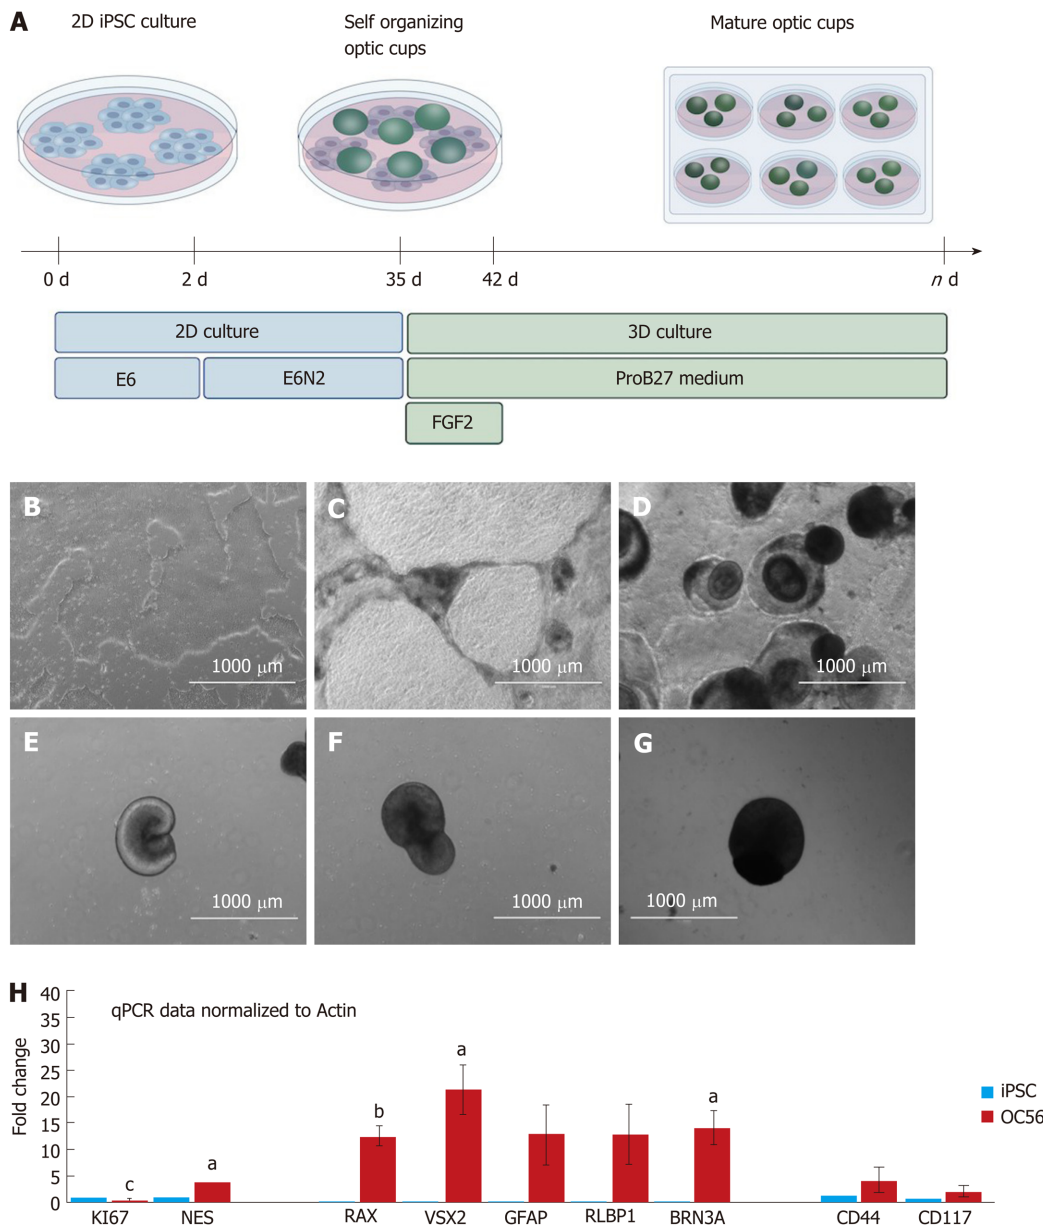 A
2D iPSC culture
Self organizing
optic cups
Mature optic cups
0 d
2 d
35 d
42 d
n d
2D culture
3D culture
E6
E6N2
ProB27 medium
FGF2
B
1000 µm
C
1000 µm
D
1000 µm
E
1000 µm
F
1000 µm
G
1000 µm
H
qPCR data normalized to Actin
Fold change
40
35
30
25
20
15
10
5
0
c
a
b
a
a
iPSC
OC56
KI67
NES
RAX
VSX2
GFAP
RLBP1
BRN3A
CD44
CD117